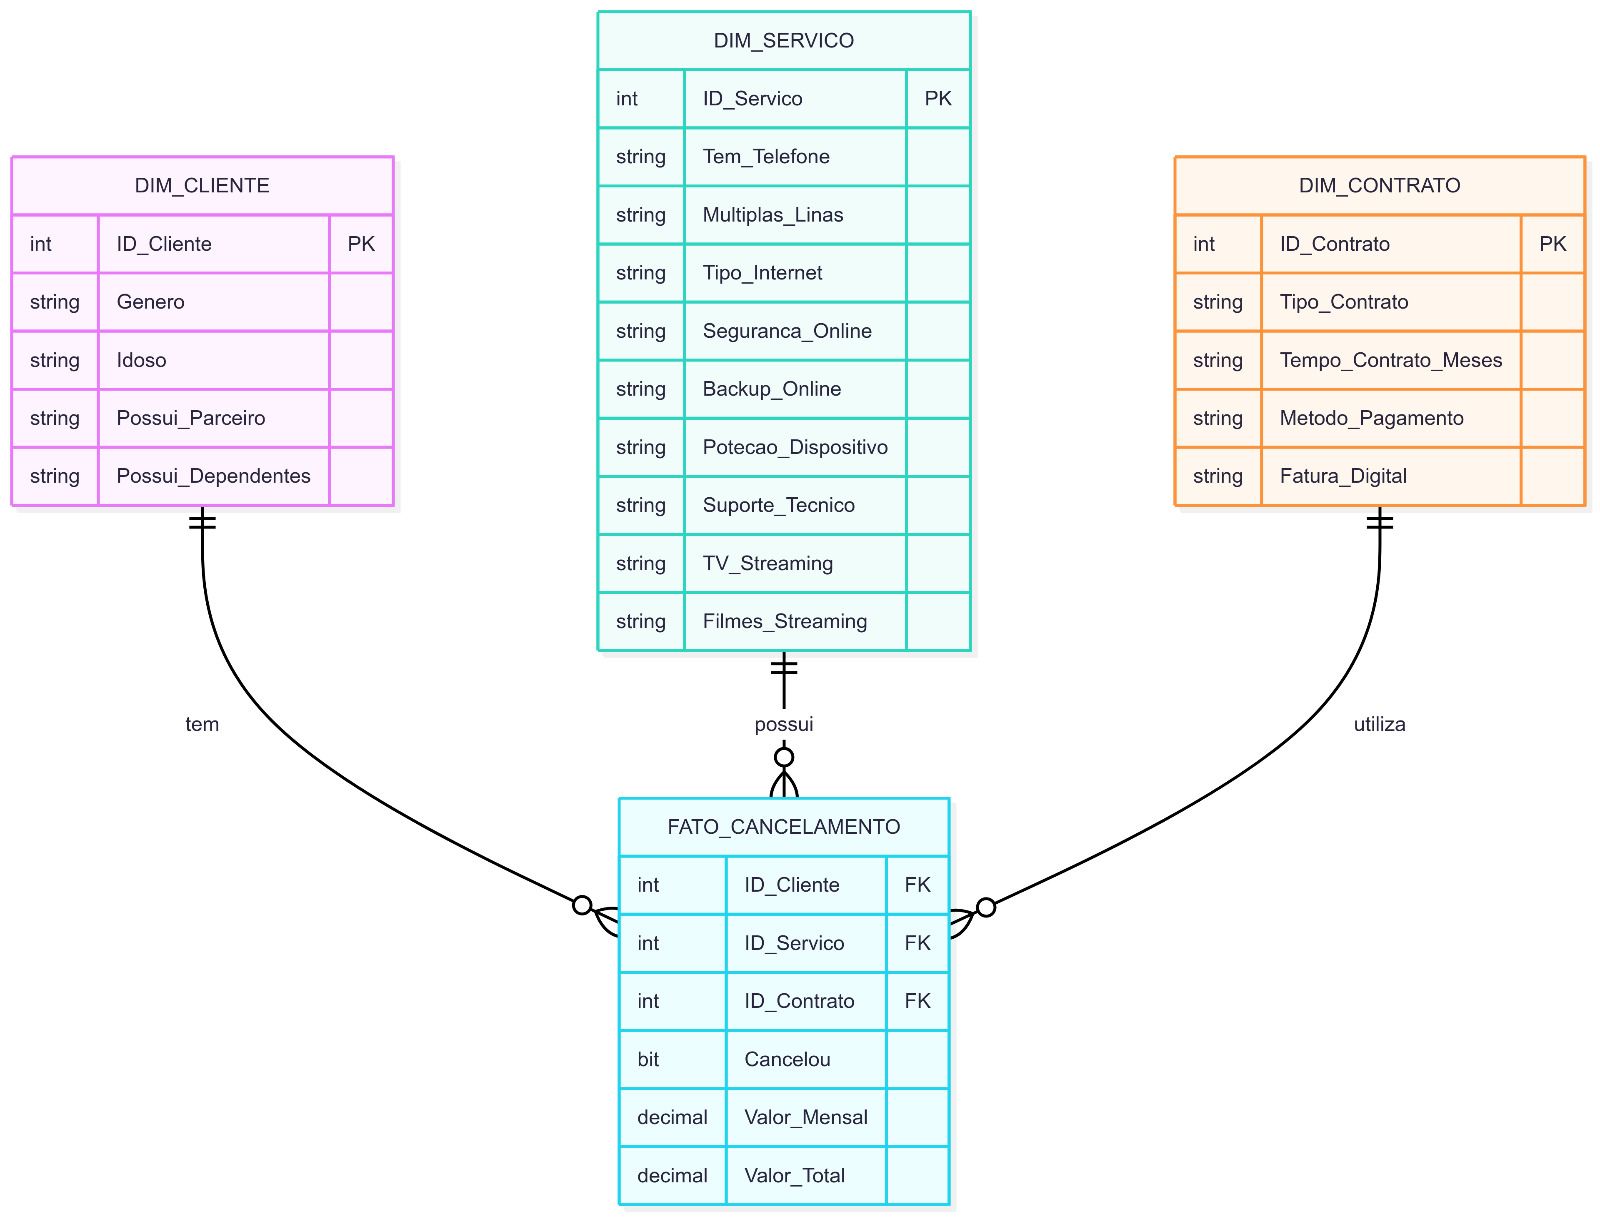 DIM_CLIENTE
int ID_Cliente PK
string Genero
string Idoso
string Possui_Parceiro
string Possui_Dependentes
DIM_SERVICO
int ID_Servico PK
string Tem_Telefone
string Multiplas_Linas
string Tipo_Internet
string Seguranca_Online
string Backup_Online
string Potecao_Dispositivo
string Suporte_Tecnico
string TV_Streaming
string Filmes_Streaming
DIM_CONTRATO
int ID_Contrato PK
string Tipo_Contrato
string Tempo_Contrato_Meses
string Metodo_Pagamento
string Fatura_Digital
tem
possui
utiliza
FATO_CANCELAMENTO
int ID_Cliente FK
int ID_Servico FK
int ID_Contrato FK
bit Cancelou
decimal Valor_Mensal
decimal Valor_Total